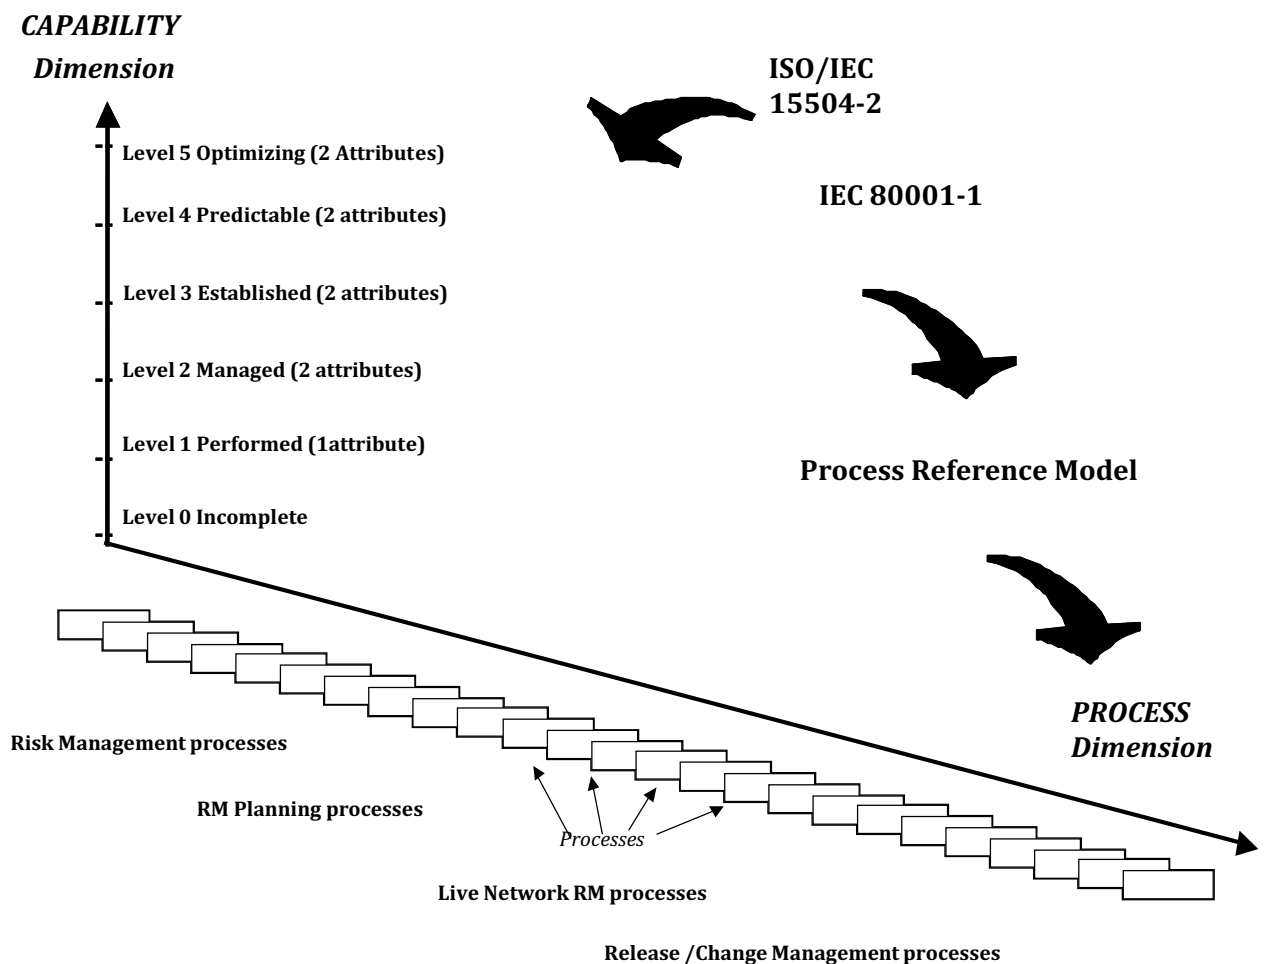 CAPABILITY
Dimension
ISO/IEC
15504-2
Level 5 Optimizing (2 Attributes)
IEC 80001-1
Level 4 Predictable (2 attributes)
Level 3 Established (2 attributes)
Level 2 Managed (2 attributes)
Level 1 Performed (1attribute)
Process Reference Model
Level 0 Incomplete
PROCESS
Dimension
Risk Management processes
RM Planning processes
Processes
Live Network RM processes
Release /Change Management processes